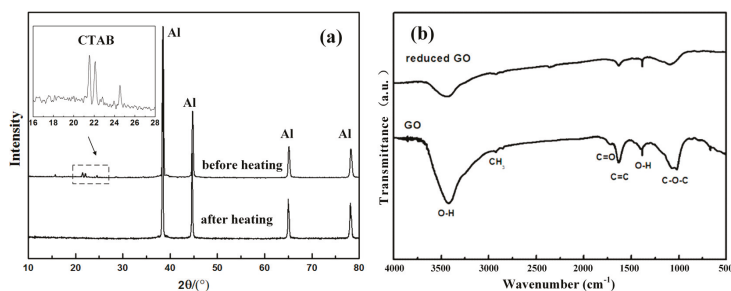 (a)
CTAB
16 18 20 22 24 26 28
Al
Al
Al
Al
before heating
after heating
Intensity
10 20 30 40 50 60 70 80
2θ/(°)
(b)
reduced GO
GO
O-H
CH3
C=O
C=C
O-H
C-O-C
Transmittance (a.u.)
4000 3500 3000 2500 2000 1500 1000 500
Wavenumber (cm-1)